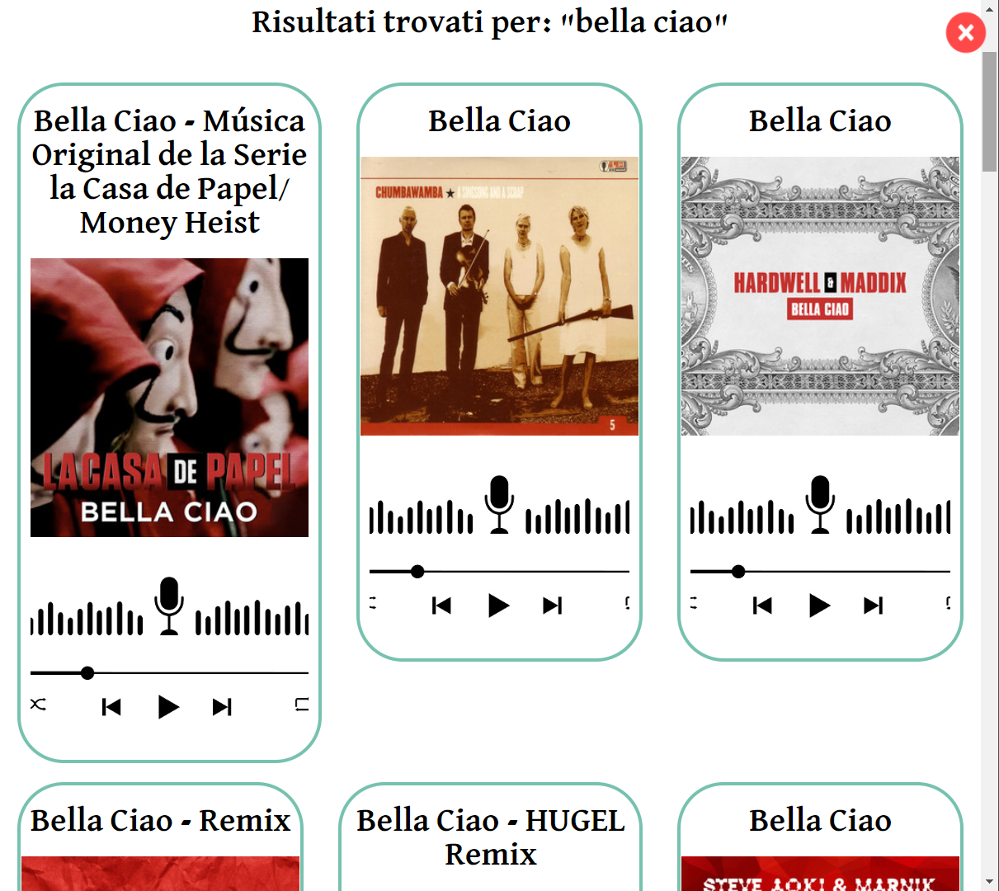 Risultati trovati per: "bella ciao"
Bella Ciao - Música
Original de la Serie
la Casa de Papel/
Money Heist
LA CASA DE PAPEL
BELLA CIAO
Bella Ciao
CHUMBAWAMBA ★ A SINGSONG AND A SCRAP
5
Bella Ciao
HARDWELL & MADDIX
BELLA CIAO
Bella Ciao - Remix
Bella Ciao - HUGEL
Remix
Bella Ciao
STEVE AOKI & MARNIK